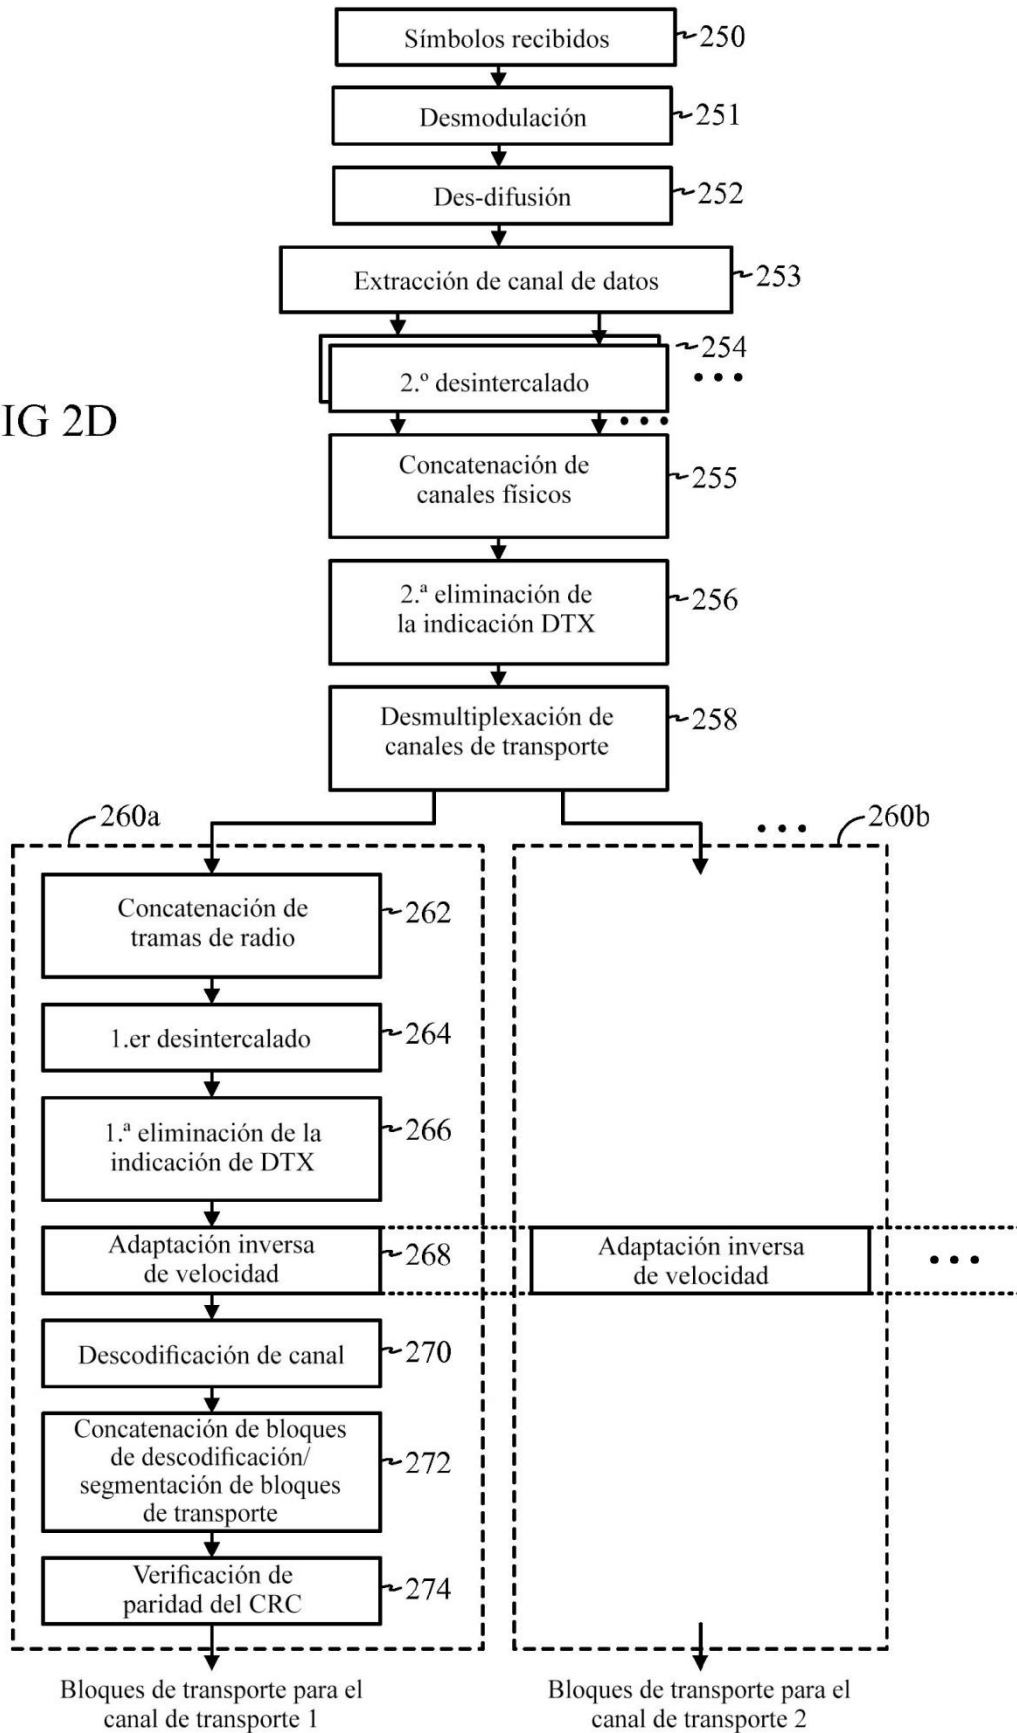 Símbolos recibidos
250
Desmodulación
251
Des-difusión
252
Extracción de canal de datos
253
254
2.º desintercalado
IG 2D
Concatenación de
canales físicos
255
2.ª eliminación de
la indicación DTX
256
Desmultiplexación de
canales de transporte
258
260a
260b
Concatenación de
tramas de radio
262
1.er desintercalado
264
1.ª eliminación de la
indicación de DTX
266
Adaptación inversa
de velocidad
268
Adaptación inversa
de velocidad
Descodificación de canal
270
Concatenación de bloques
de descodificación/
segmentación de bloques
de transporte
272
Verificación de
paridad del CRC
274
Bloques de transporte para el
canal de transporte 1
Bloques de transporte para el
canal de transporte 2